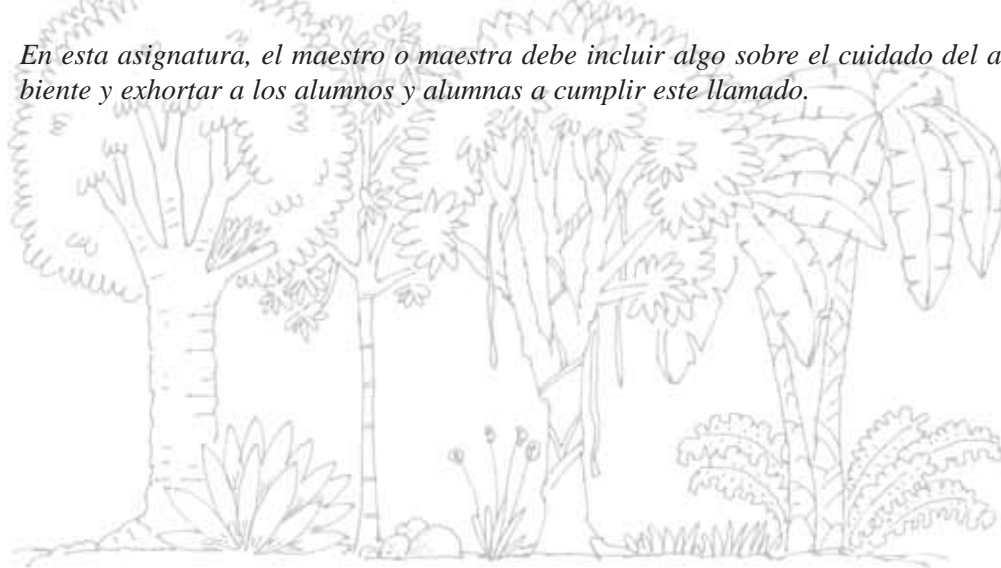 En esta asignatura, el maestro o maestra debe incluir algo sobre el cuidado del a
biente y exhortar a los alumnos y alumnas a cumplir este llamado.